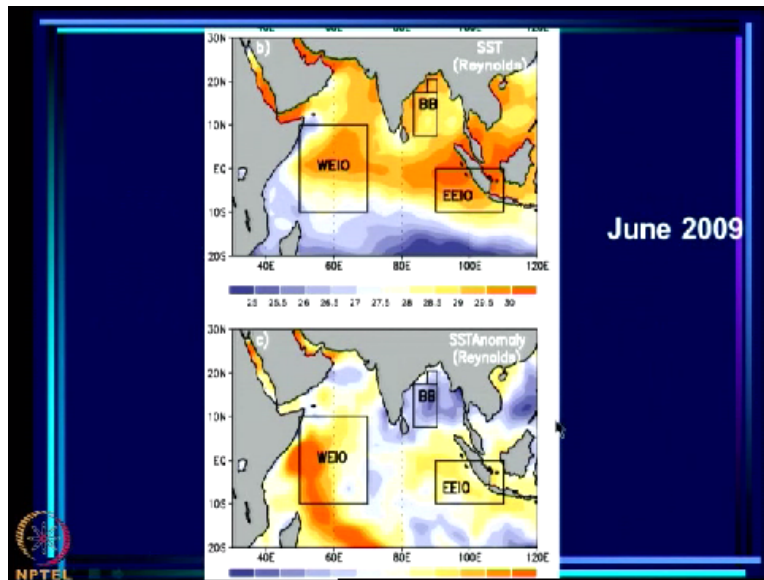 30N
b)
SST
(Reynolds)
20N
BB
10N
WEIO
EQ
EEIO
10S
20S
40E 60E 80E 100E 120E
25 25.5 26 26.5 27 27.5 28 28.5 29 29.5 30
June 2009
30N
c)
SSTAnomaly
(Reynolds)
20N
BB
10N
WEIO
EQ
EEIO
10S
20S
40E 60E 80E 100E 120E
NPTEL